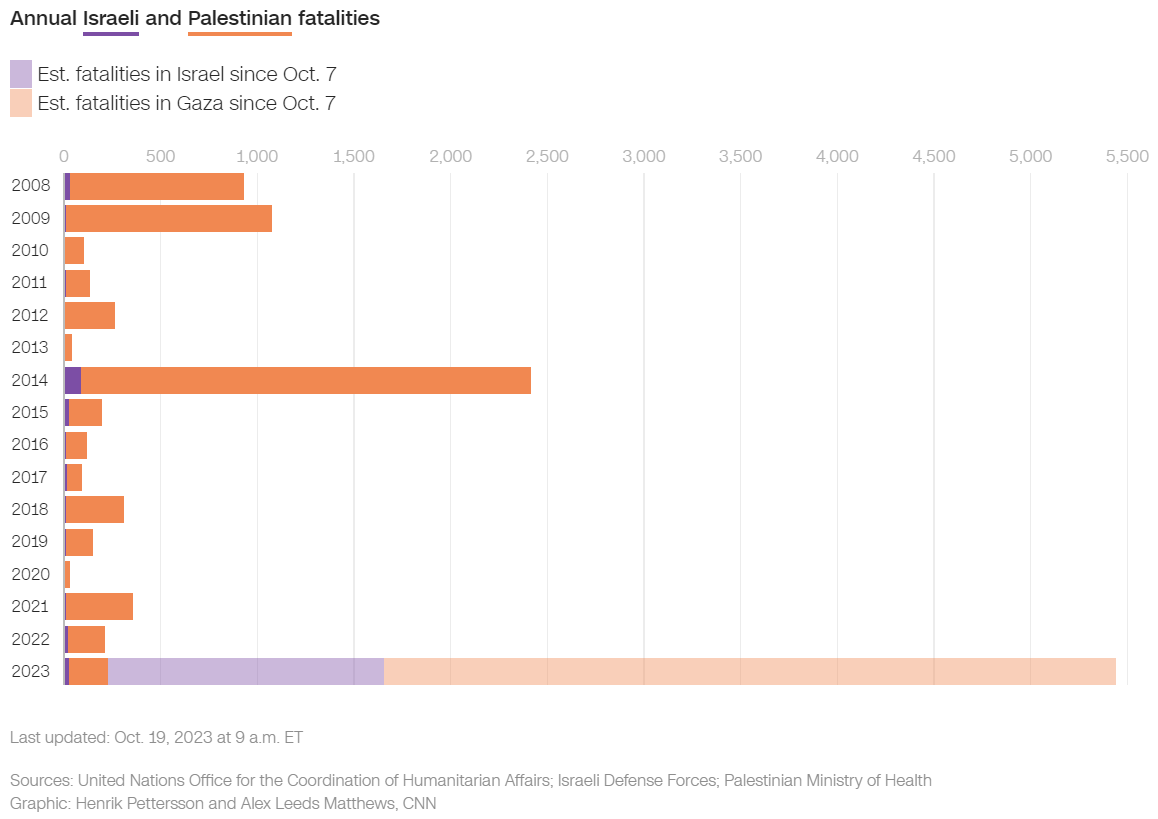 Annual Israeli and Palestinian fatalities
Est. fatalities in Israel since Oct. 7
Est. fatalities in Gaza since Oct. 7
0 500 1,000 1,500 2,000 2,500 3,000 3,500 4,000 4,500 5,000 5,500
2008
2009
2010
2011
2012
2013
2014
2015
2016
2017
2018
2019
2020
2021
2022
2023
Last updated: Oct. 19, 2023 at 9 a.m. ET
Sources: United Nations Office for the Coordination of Humanitarian Affairs; Israeli Defense Forces; Palestinian Ministry of Health
Graphic: Henrik Pettersson and Alex Leeds Matthews, CNN